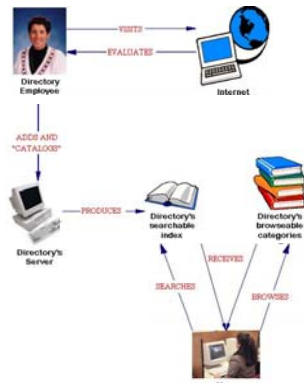 VISITS
EVALUATES
Directory
Employee
Internet
ADDS AND
"CATALOGS"
PRODUCES
Directory's
Server
Directory's
searchable
index
Directory's
browseable
categories
RECEIVES
SEARCHES
BROWSES